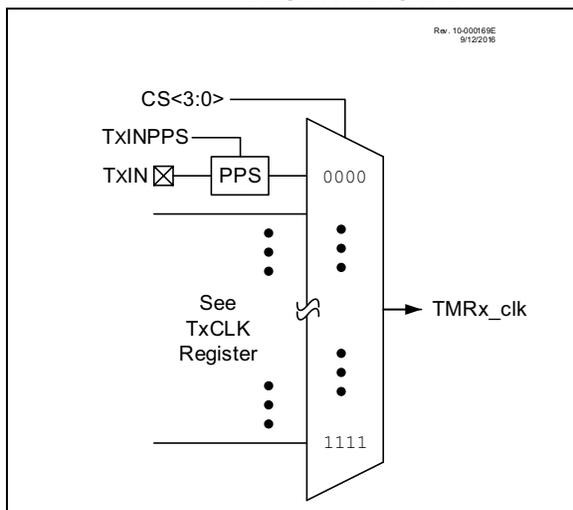 Rev. 10-000169E
9/12/2016
CS<3:0>
TxINPPS
TxIN
PPS
0000
See
TxCLK
Register
TMRx_clk
1111